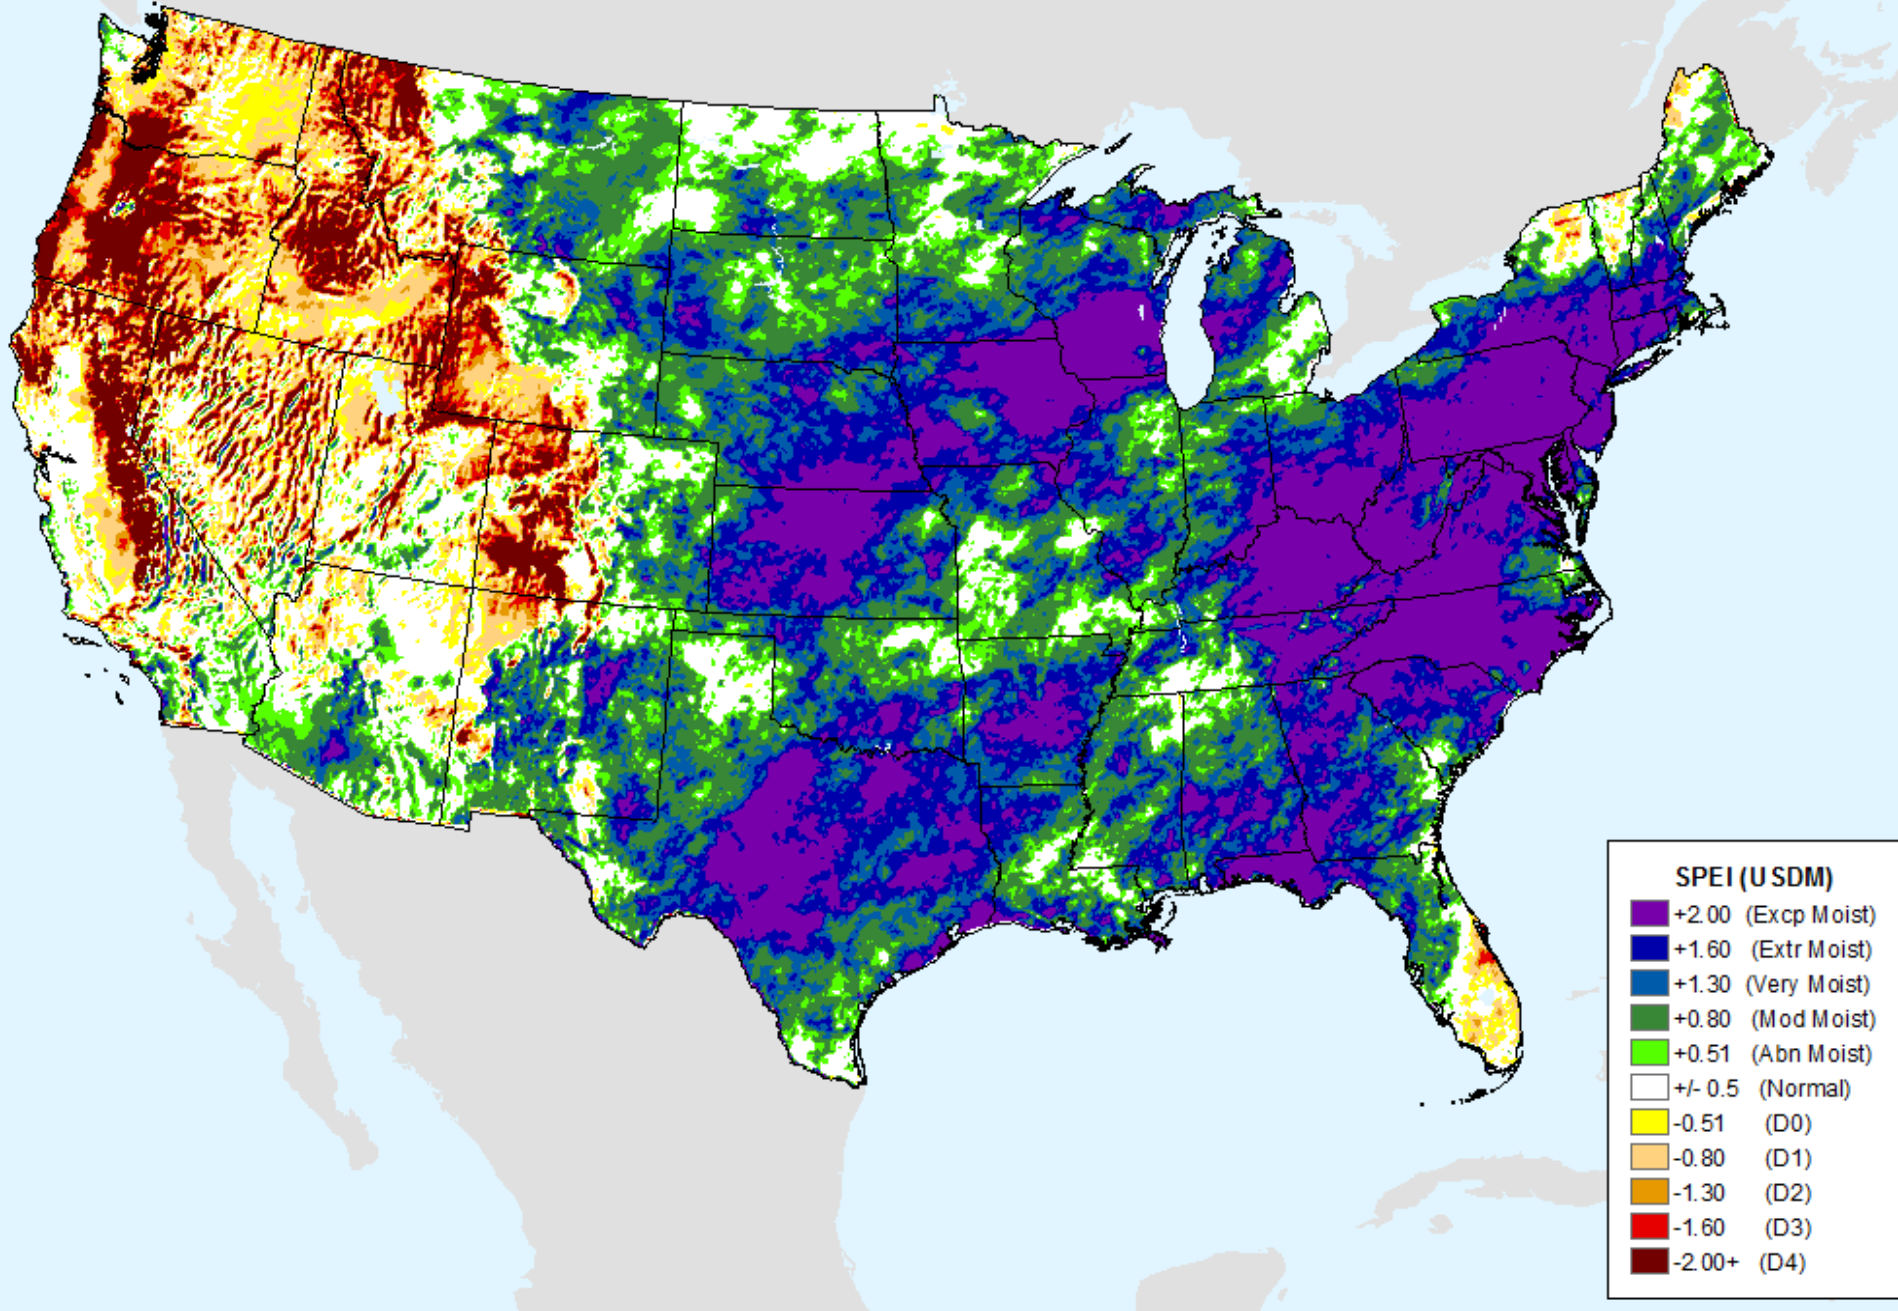 SPEI (USDM)
+2.00 (Excp Moist)
+1.60 (Extr Moist)
+1.30 (Very Moist)
+0.80 (Mod Moist)
+0.51 (Abn Moist)
+/- 0.5 (Normal)
-0.51 (D0)
-0.80 (D1)
-1.30 (D2)
-1.60 (D3)
-2.00+ (D4)